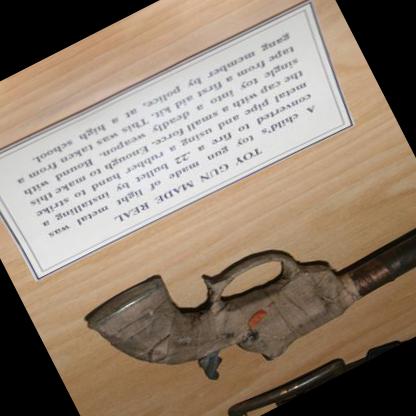 TOY GUN MADE REAL
A child's toy gun made of light metal was
converted to fire a .22 bullet by installing a
metal pipe and using a rubber band to make this
the cap with small force. Enough to strike
single toy into a deadly weapon. Bound with
tape from a first aid kit. This was taken from a
gang member by police, at a high school.